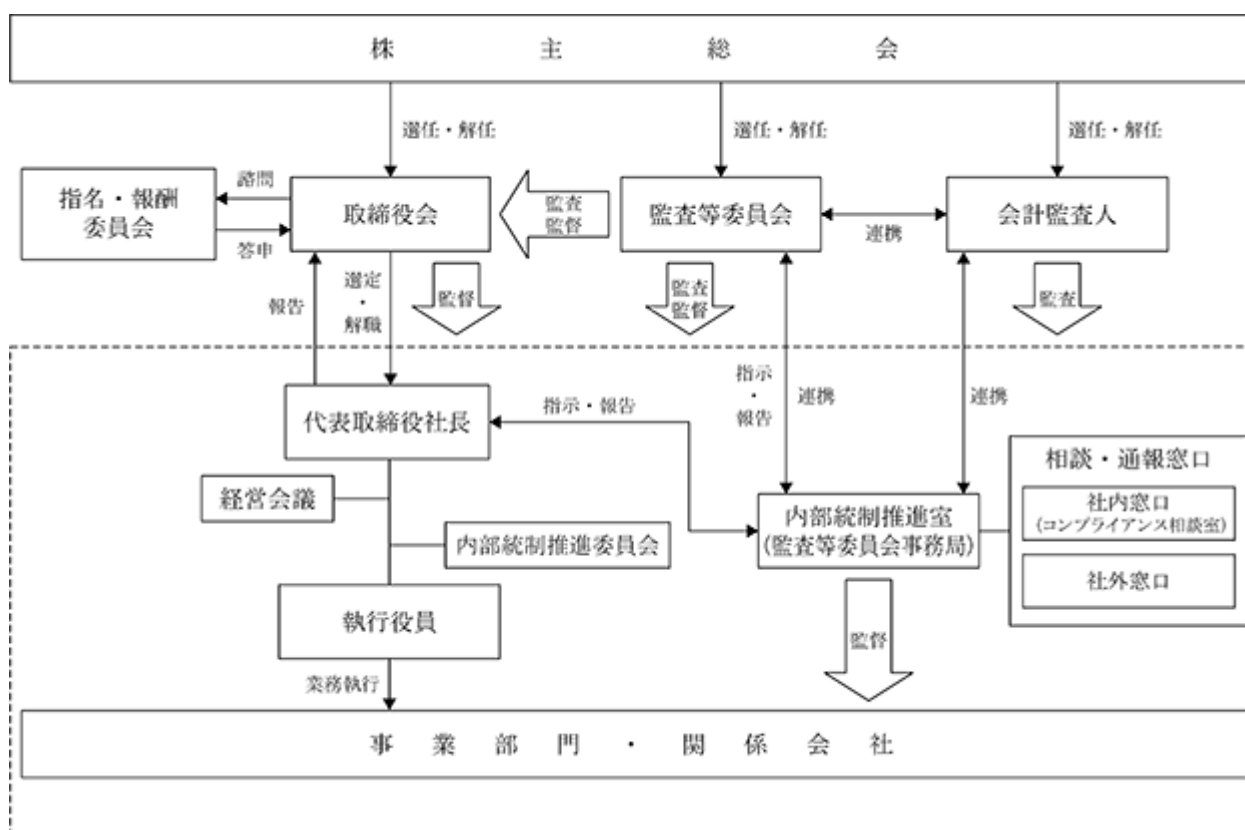 株主総会
選任・解任
選任・解任
選任・解任
指名・報酬
委員会
諮問
答申
取締役会
監査
監督
監査等委員会
連携
会計監査人
報告
選定
・
解職
監督
監査
監督
監査
代表取締役社長
指示・報告
指示
・
報告
連携
連携
経営会議
内部統制推進委員会
内部統制推進室
(監査等委員会事務局)
相談・通報窓口
社内窓口
(コンプライアンス相談室)
社外窓口
執行役員
業務執行
監督
事業部門・関係会社